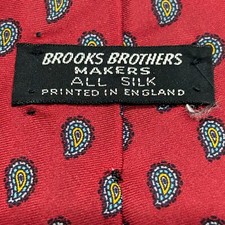 BROOKS BROTHERS
MAKERS
ALL SILK
PRINTED IN ENGLAND